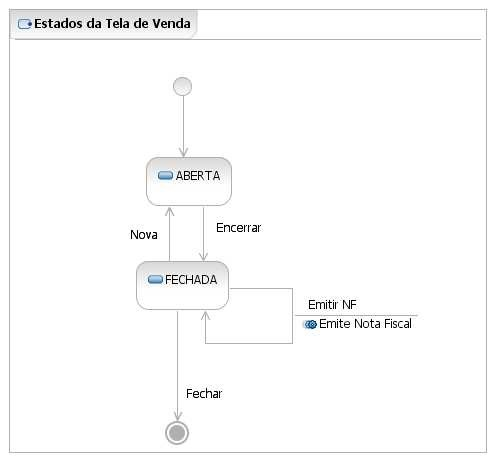 Estados da Tela de Venda
ABERTA
Nova
Encerrar
FECHADA
Emitir NF
Emite Nota Fiscal
Fechar